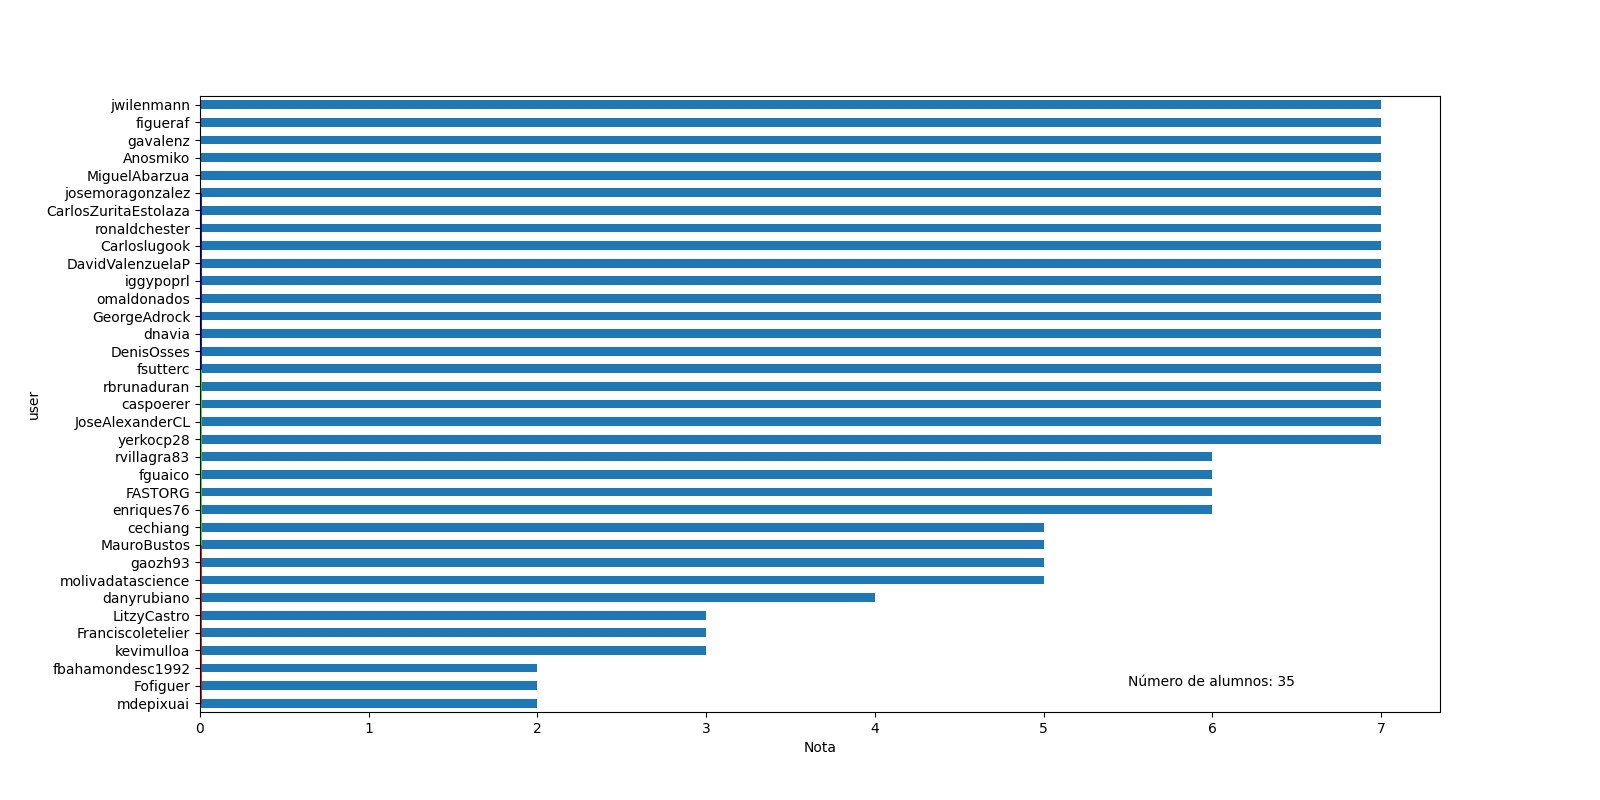 jwilenmann
figueraf
gavalenz
Anosmiko
MiguelAbarzua
josemoragonzalez
CarlosZuritaEstolaza
ronaldchester
Carloslugook
DavidValenzuelaP
iggypoprl
omaldonados
GeorgeAdrock
dnavia
DenisOsses
fsutterc
rbrunaduran
caspoerer
JoseAlexanderCL
yerkocp28
rvillagra83
fguaico
FASTORG
enriques76
cechiang
MauroBustos
gaozh93
molivadatascience
danyrubiano
LitzyCastro
Franciscoletelier
kevimulloa
fbahamondesc1992
Fofiguer
mdepixuai
user
Número de alumnos: 35
0 1 2 3 4 5 6 7
Nota